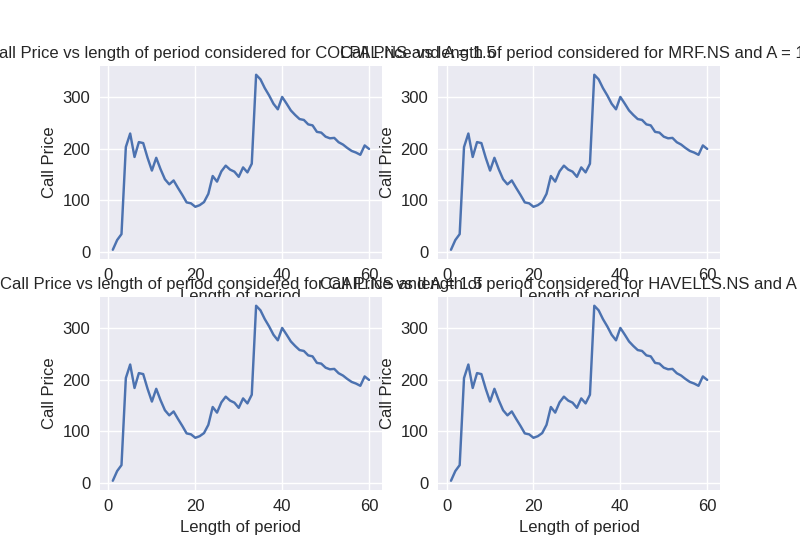 all Price vs length of period considered for COLPAL.NS and A = 1.5
Call Price vs length of period considered for MRF.NS and A = 1
300
200
100
0
Call Price
0 20 40 60
Length of period
300
200
100
0
Call Price
0 20 40 60
Length of period
Call Price vs length of period considered for GAIL.NS and A = 1.5
Call Price vs length of period considered for HAVELLS.NS and A
300
200
100
0
Call Price
0 20 40 60
Length of period
300
200
100
0
Call Price
0 20 40 60
Length of period